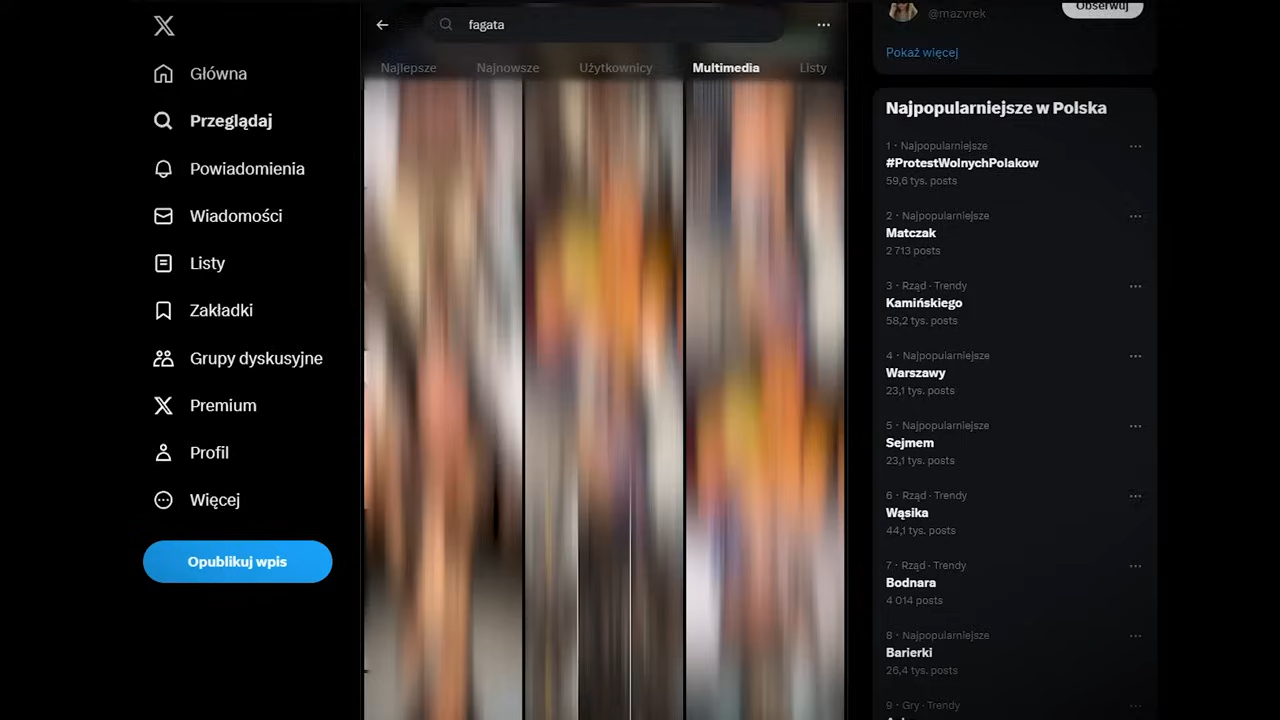 Główna
Przeglądaj
Powiadomienia
Wiadomości
Listy
Zakładki
Grupy dyskusyjne
Premium
Profil
Więcej
Opublikuj wpis
fagata
Najlepsze
Najnowsze
Użytkownicy
Multimedia
Listy
@mazvrek
Obserwuj
Pokaż więcej
Najpopularniejsze w Polska
1 · Najpopularniejsze
#ProtestWolnychPolakow
59,6 tys. posts
2 · Najpopularniejsze
Matczak
2 713 posts
3 · Rząd · Trendy
Kamińskiego
58,2 tys. posts
4 · Najpopularniejsze
Warszawy
23,1 tys. posts
5 · Najpopularniejsze
Sejmem
23,1 tys. posts
6 · Rząd · Trendy
Wąsika
44,1 tys. posts
7 · Rząd · Trendy
Bodnara
4 014 posts
8 · Najpopularniejsze
Barierki
26,4 tys. posts
9 · Gry · Trendy